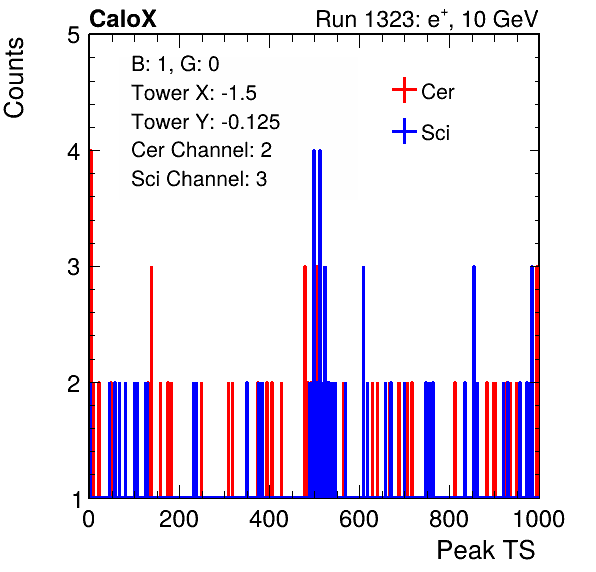 CaloX Run 1323: e+, 10 GeV
Counts
5
4
3
2
1
B: 1, G: 0
Tower X: -1.5
Tower Y: -0.125
Cer Channel: 2
Sci Channel: 3
Cer
Sci
0 200 400 600 800 1000
Peak TS